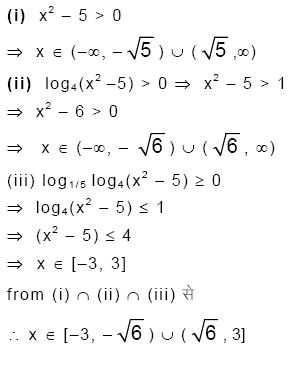 (i) x² – 5 > 0
⇒ x ∈ (–∞, – √5 ) ∪ ( √5 ,∞)
(ii) log₄(x² –5) > 0 ⇒ x² – 5 > 1
⇒ x² – 6 > 0
⇒ x ∈ (–∞, – √6 ) ∪ ( √6 , ∞)
(iii) log₁/₅ log₄(x² – 5) ≥ 0
⇒ log₄(x² – 5) ≤ 1
⇒ (x² – 5) ≤ 4
⇒ x ∈ [–3, 3]
from (i) ∩ (ii) ∩ (iii) से
∴ x ∈ [–3, –√6 ) ∪ ( √6 , 3]